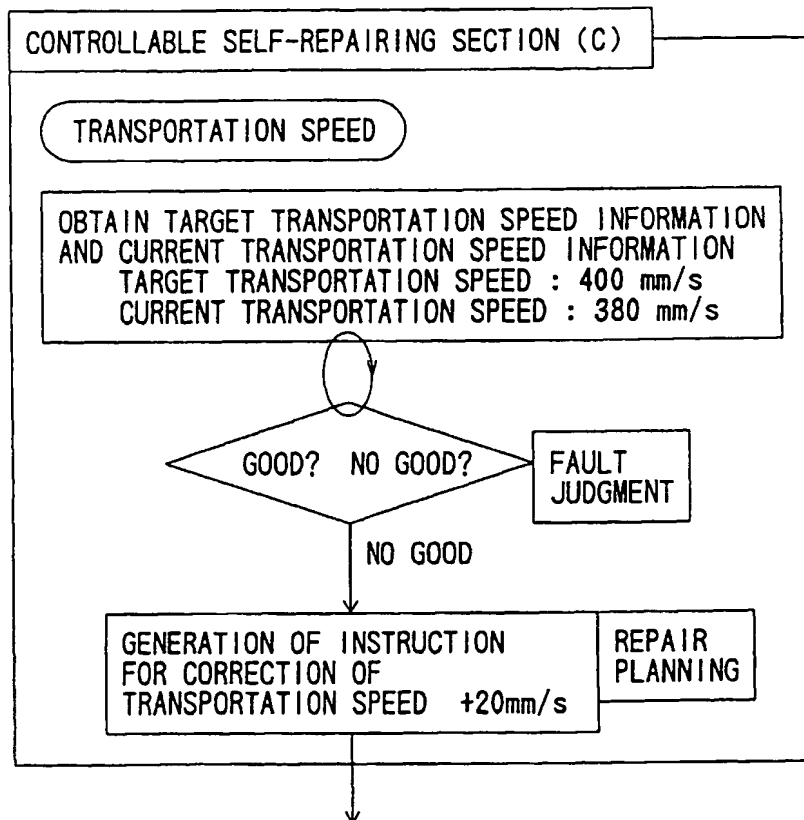 CONTROLLABLE SELF-REPAIRING SECTION (C)
TRANSPORTATION SPEED
OBTAIN TARGET TRANSPORTATION SPEED INFORMATION
AND CURRENT TRANSPORTATION SPEED INFORMATION
TARGET TRANSPORTATION SPEED : 400 mm/s
CURRENT TRANSPORTATION SPEED : 380 mm/s
GOOD? NO GOOD?
FAULT
JUDGMENT
NO GOOD
GENERATION OF INSTRUCTION
FOR CORRECTION OF
TRANSPORTATION SPEED +20mm/s
REPAIR
PLANNING